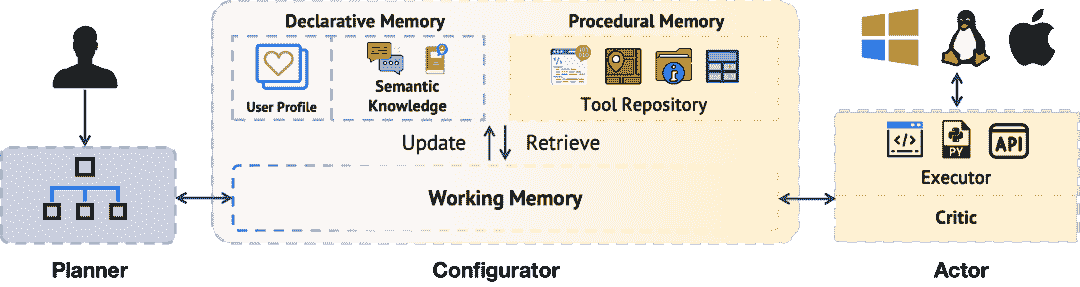 Declarative Memory
Procedural Memory
User Profile
Semantic
Knowledge
Tool Repository
Update
Retrieve
Working Memory
</>
PY
API
Executor
Critic
Planner
Configurator
Actor